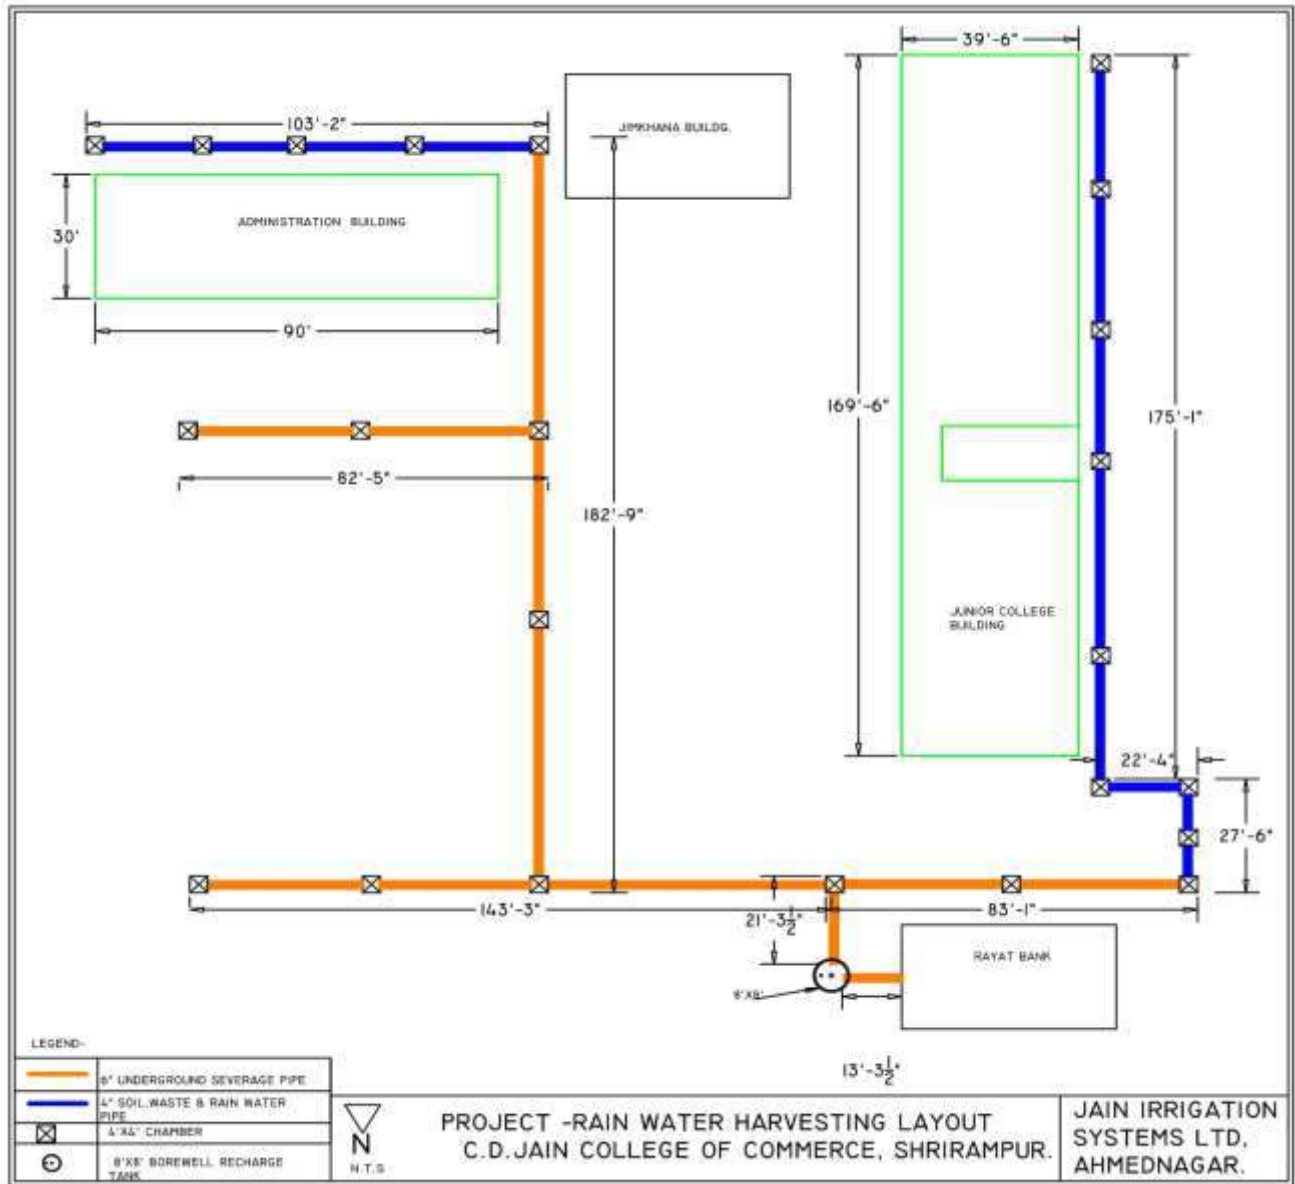 39'-6"
103'-2"
JIMKHANA BUILDG.
ADMINISTRATION BUILDING
30'
90'
169'-6"
175'-1"
82'-5"
182'-9"
JUNIOR COLLEGE
BUILDING
22'-4"
27'-6"
143'-3"
21'-3½"
83'-1"
RAYAT BANK
8'X8'
13'-3½"
LEGEND-
6" UNDERGROUND SEVERAGE PIPE
4" SOIL,WASTE & RAIN WATER
PIPE
4'X4' CHAMBER
8'X8' BOREWELL RECHARGE
TANK
N
N.T.S
PROJECT -RAIN WATER HARVESTING LAYOUT
C.D.JAIN COLLEGE OF COMMERCE, SHRIRAMPUR.
JAIN IRRIGATION
SYSTEMS LTD,
AHMEDNAGAR.